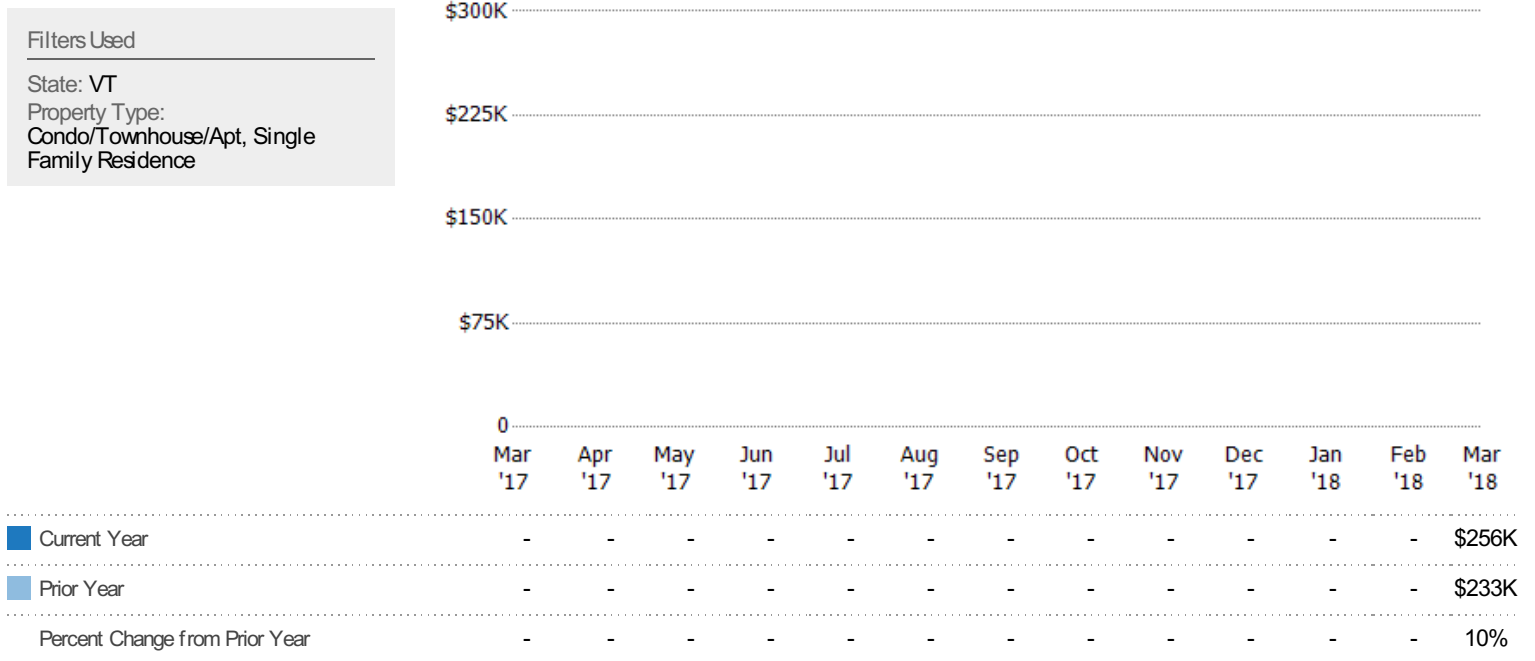 Filters Used
State: VT
Property Type:
Condo/Townhouse/Apt, Single
Family Residence
$300K
$225K
$150K
$75K
0
Mar Apr May Jun Jul Aug Sep Oct Nov Dec Jan Feb Mar
'17 '17 '17 '17 '17 '17 '17 '17 '17 '17 '18 '18 '18
Current Year - - - - - - - - - - - - $256K
Prior Year - - - - - - - - - - - - $233K
Percent Change from Prior Year - - - - - - - - - - - - 10%